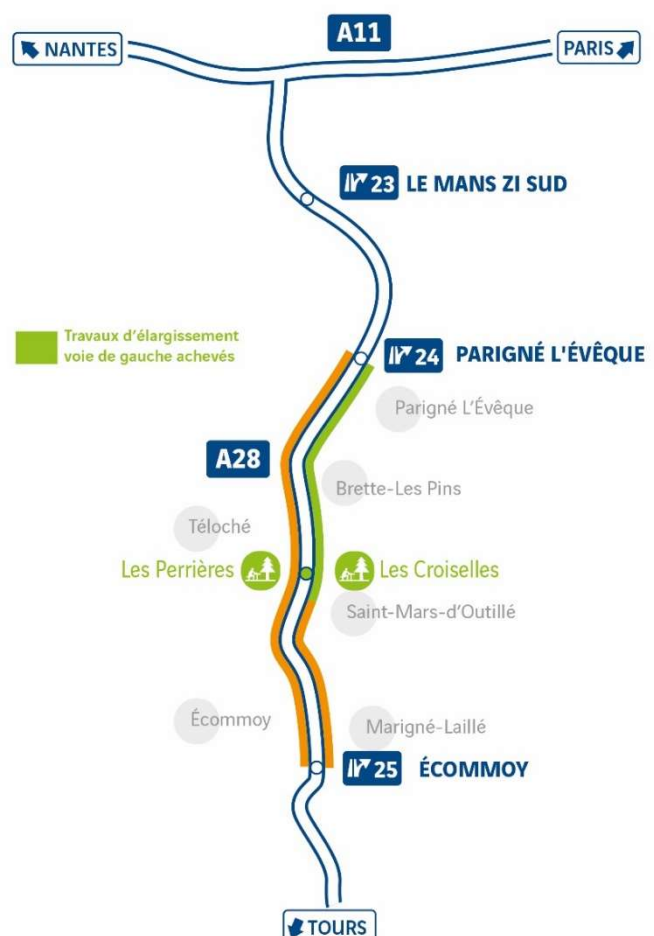 A11
NANTES
PARIS
23 LE MANS ZI SUD
Travaux d'élargissement
voie de gauche achevés
24 PARIGNÉ L'ÉVÊQUE
Parigné L'Évêque
A28
Brette-Les Pins
Téloché
Les Perrières
Les Croiselles
Saint-Mars-d'Outillé
Écommoy
Marigné-Laillé
25 ÉCOMMOY
TOURS